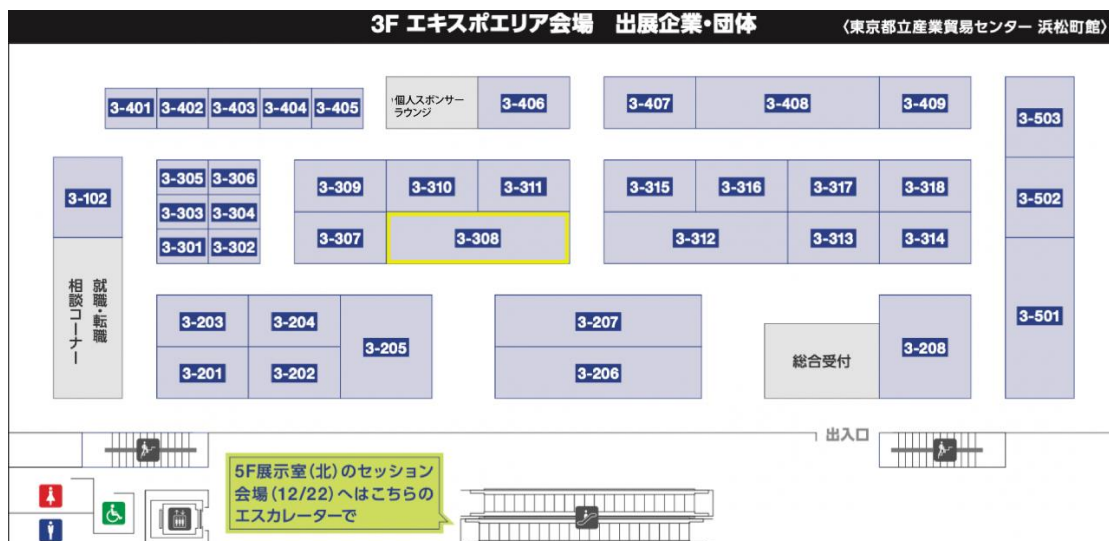 3F エキスポエリア会場 出展企業・団体 〈東京都立産業貿易センター 浜松町館〉
3-401 3-402 3-403 3-404 3-405
個人スポンサー
ラウンジ
3-406
3-407 3-408 3-409
3-503
3-502
3-501
3-102
就職・転職
相談コーナー
3-305 3-306
3-303 3-304
3-301 3-302
3-309 3-310 3-311
3-307 3-308
3-315 3-316 3-317 3-318
3-312 3-313 3-314
3-203 3-204
3-205
3-201 3-202
3-207
3-206
総合受付
3-208
出入口
5F展示室(北)のセッション
会場(12/22)へはこちらの
エスカレーターで